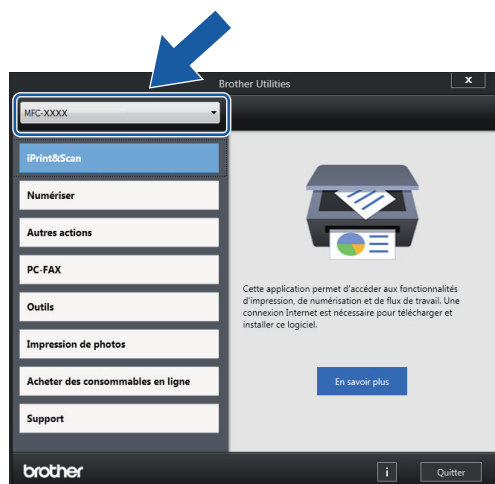 Brother Utilities
x
MFC-XXXX
iPrint&Scan
Numériser
Autres actions
PC-FAX
Outils
Impression de photos
Acheter des consommables en ligne
Support
Cette application permet d'accéder aux fonctionnalités
d'impression, de numérisation et de flux de travail. Une
connexion Internet est nécessaire pour télécharger et
installer ce logiciel.
En savoir plus
brother
i
Quitter